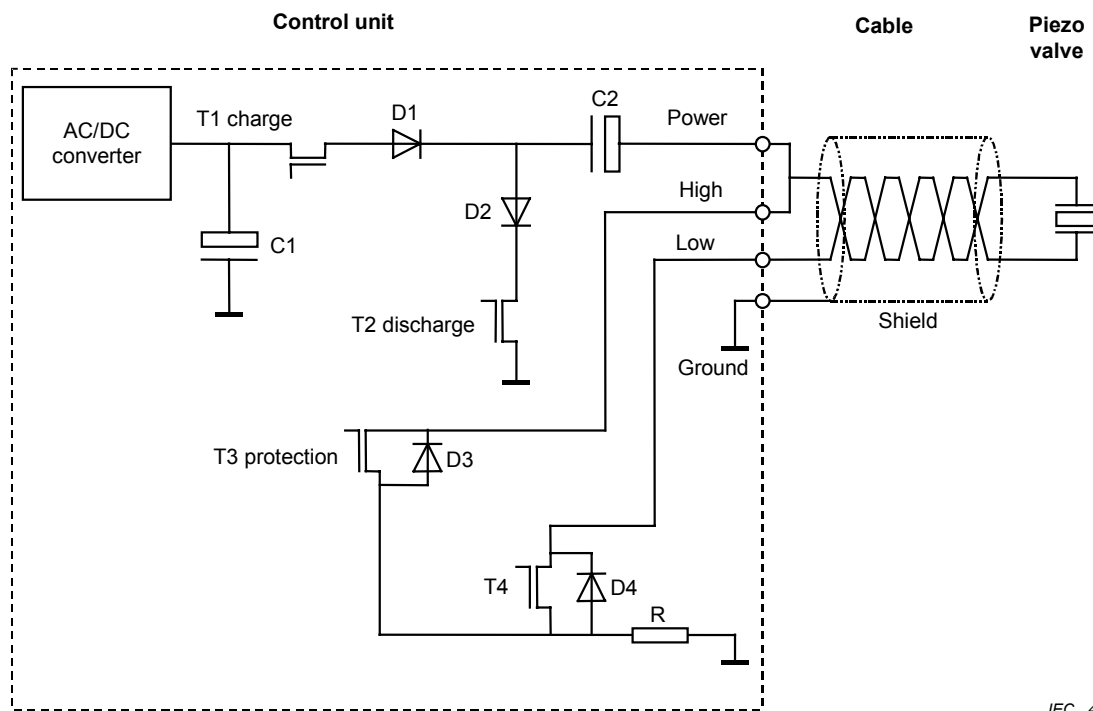 Control unit
Cable
Piezo
valve
AC/DC
converter
T1 charge
D1
C2
Power
High
D2
Low
C1
T2 discharge
Shield
Ground
T3 protection
D3
T4
D4
R
IEC